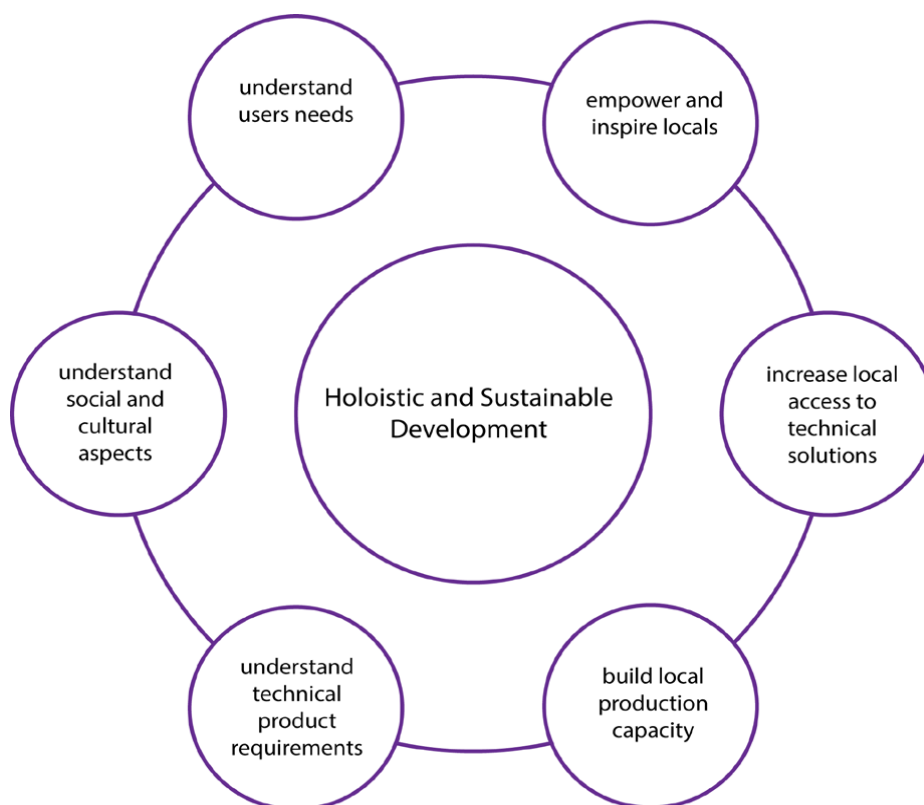 understand
users needs
empower and
inspire locals
understand
social and
cultural
aspects
Holoistic and Sustainable
Development
increase local
access to
technical
solutions
understand
technical
product
requirements
build local
production
capacity